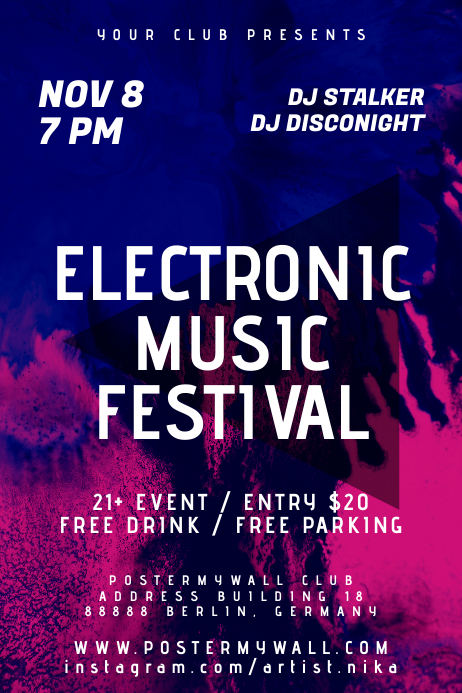 YOUR CLUB PRESENTS
NOV 8
7 PM
DJ STALKER
DJ DISCONIGHT
ELECTRONIC
MUSIC
FESTIVAL
21+ EVENT / ENTRY $20
FREE DRINK / FREE PARKING
POSTERMYWALL CLUB
ADDRESS BUILDING 18
88888 BERLIN, GERMANY
WWW.POSTERMYWALL.COM
instagram.com/artist.nika